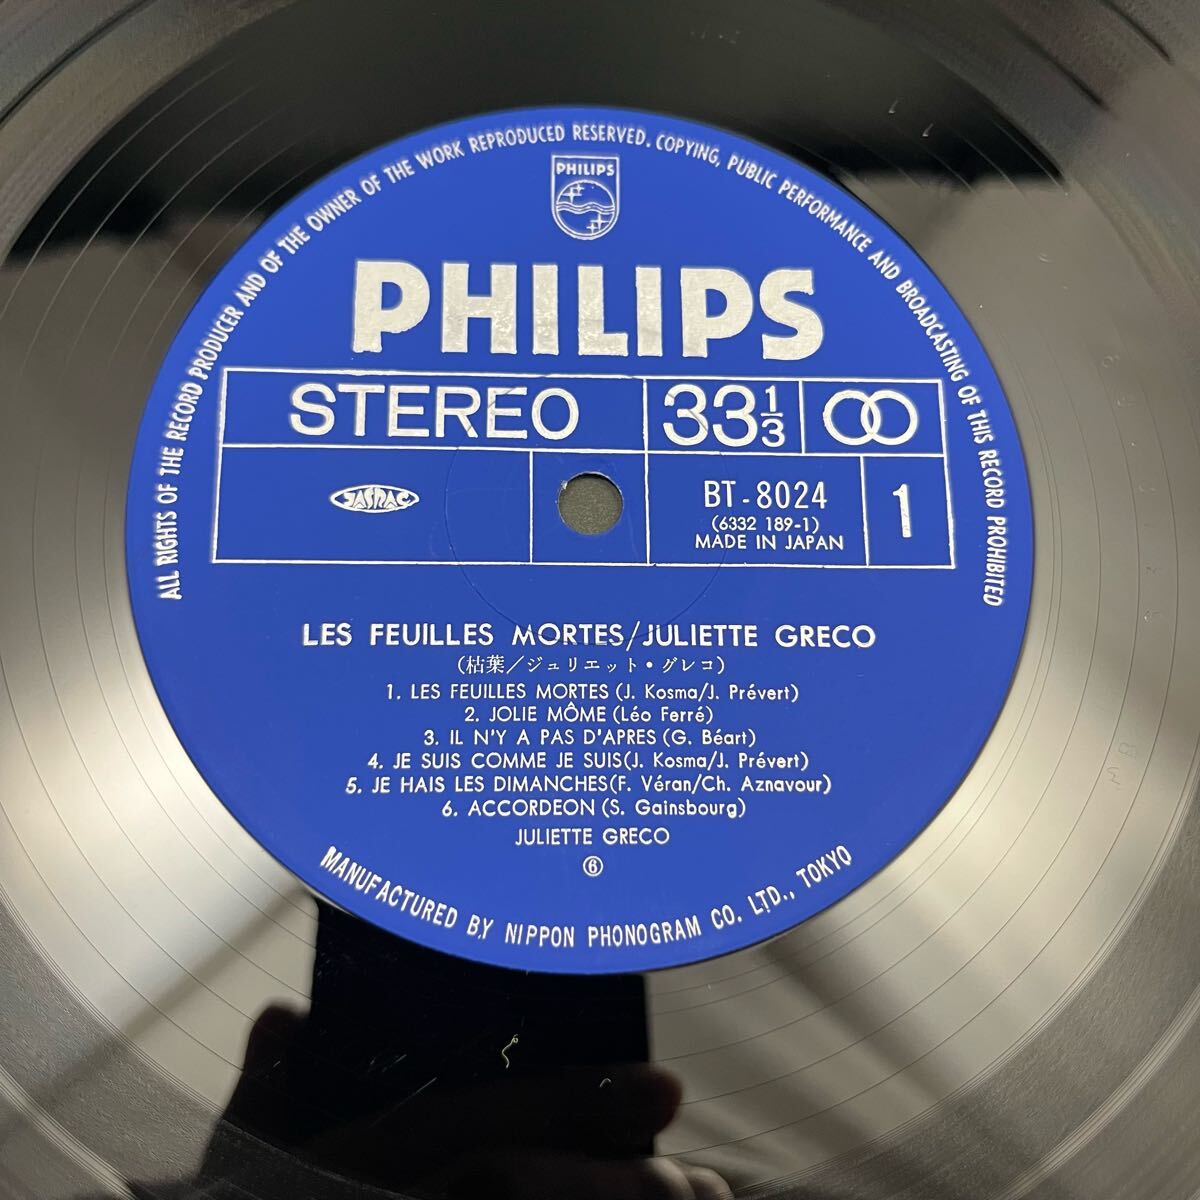 ALL RIGHTS OF THE RECORD PRODUCER AND OF THE OWNER OF THE WORK REPRODUCED RESERVED. COPYING, PUBLIC PERFORMANCE AND BROADCASTING OF THIS RECORD PROHIBITED
PHILIPS
PHILIPS
STEREO
33 1/3
JASRAC
BT-8024
(6332 189-1)
MADE IN JAPAN
1
LES FEUILLES MORTES/JULIETTE GRECO
(枯葉/ジュリエット・グレコ)
1. LES FEUILLES MORTES (J. Kosma/J. Prévert)
2. JOLIE MÔME (Léo Ferré)
3. IL N'Y A PAS D'APRES (G. Béart)
4. JE SUIS COMME JE SUIS(J. Kosma/J. Prévert)
5. JE HAIS LES DIMANCHES(F. Véran/Ch. Aznavour)
6. ACCORDEON (S. Gainsbourg)
JULIETTE GRECO
⑥
MANUFACTURED BY NIPPON PHONOGRAM CO. LTD., TOKYO